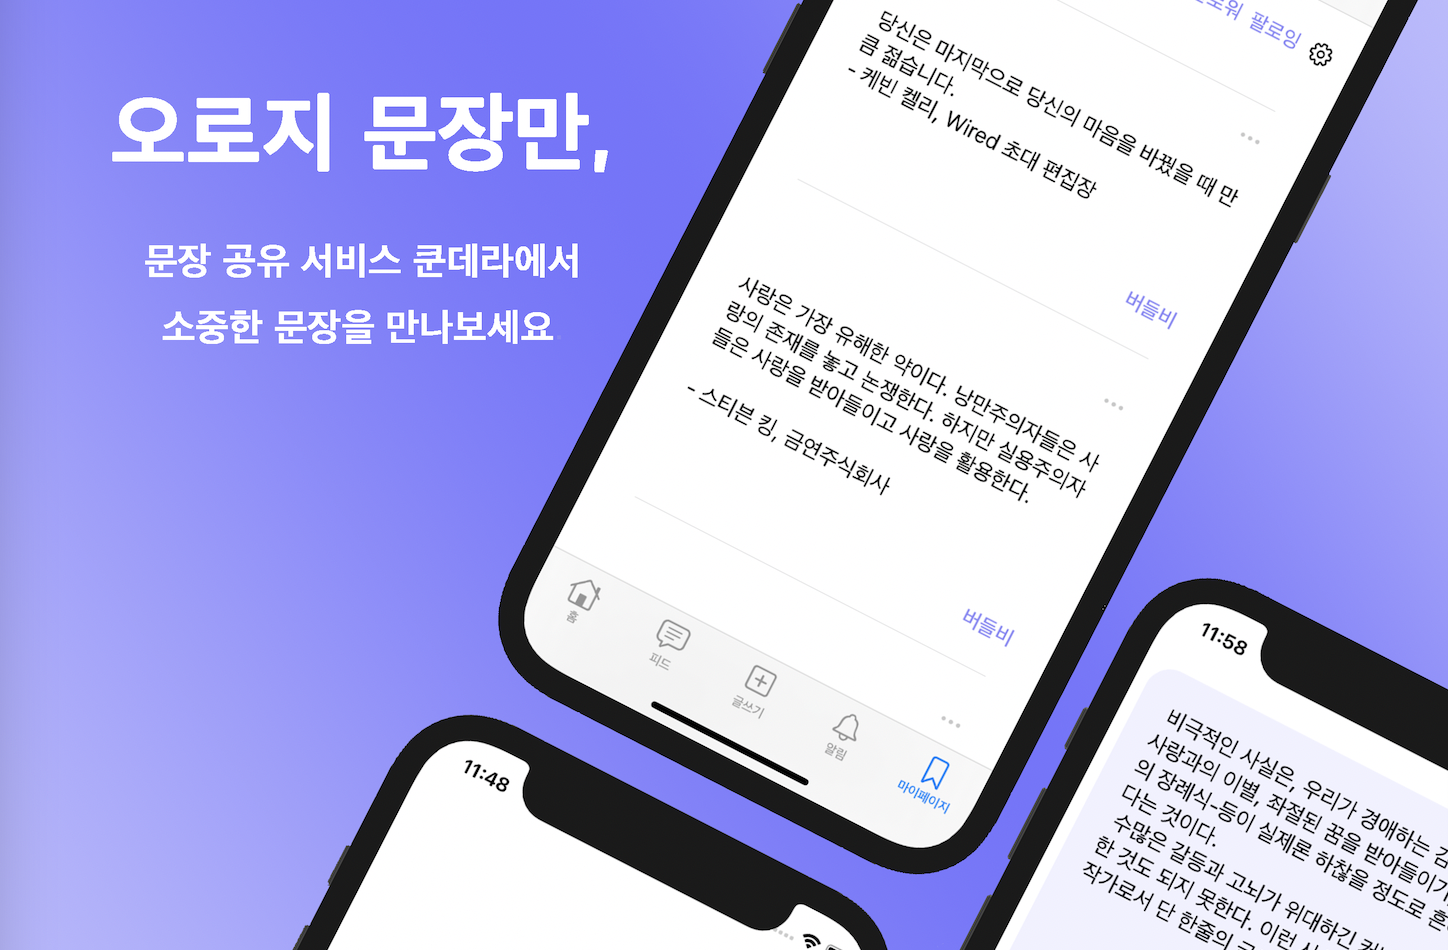 오로지 문장만,
문장 공유 서비스 쿤데라에서
소중한 문장을 만나보세요
팔로잉
당신은 마지막으로 당신의 마음을 바꿨을 때 만
큼 젊습니다.
- 케빈 켈리, Wired 초대 편집장
버들비
사랑은 가장 유해한 약이다. 낭만주의자들은 사
랑의 존재를 놓고 논쟁한다. 하지만 실용주의자
들은 사랑을 받아들이고 사랑을 활용한다.
- 스티븐 킹, 금연주식회사
버들비
홈
피드
글쓰기
알림
마이페이지
11:48
11:58
비극적인 사실은, 우리가 경애하는
사랑과의 이별, 좌절된 꿈을 받아들이기
의 장례식-등이 실제론 하찮을 정도로
다는 것이다.
수많은 갈등과 고뇌가 위대하긴
한 것도 되지 못한다. 이런
작가로서 단 한줄의